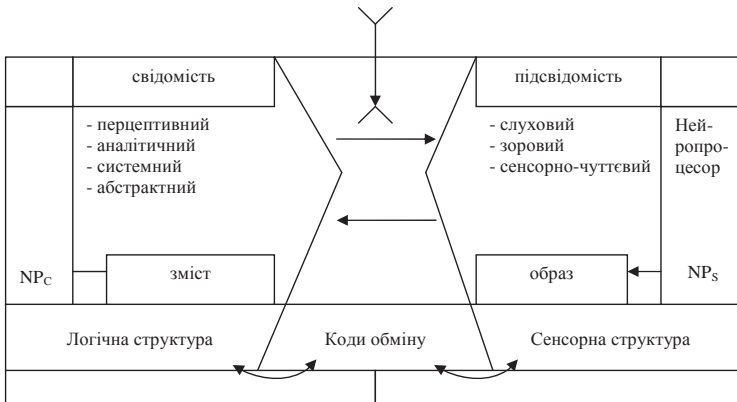 свідомість
підсвідомість
- перцептивний
- аналітичний
- системний
- абстрактний
- слуховий
- зоровий
- сенсорно-чуттєвий
Ней-
ропро-
цесор
NPC
зміст
образ
NPS
Логічна структура
Коди обміну
Сенсорна структура